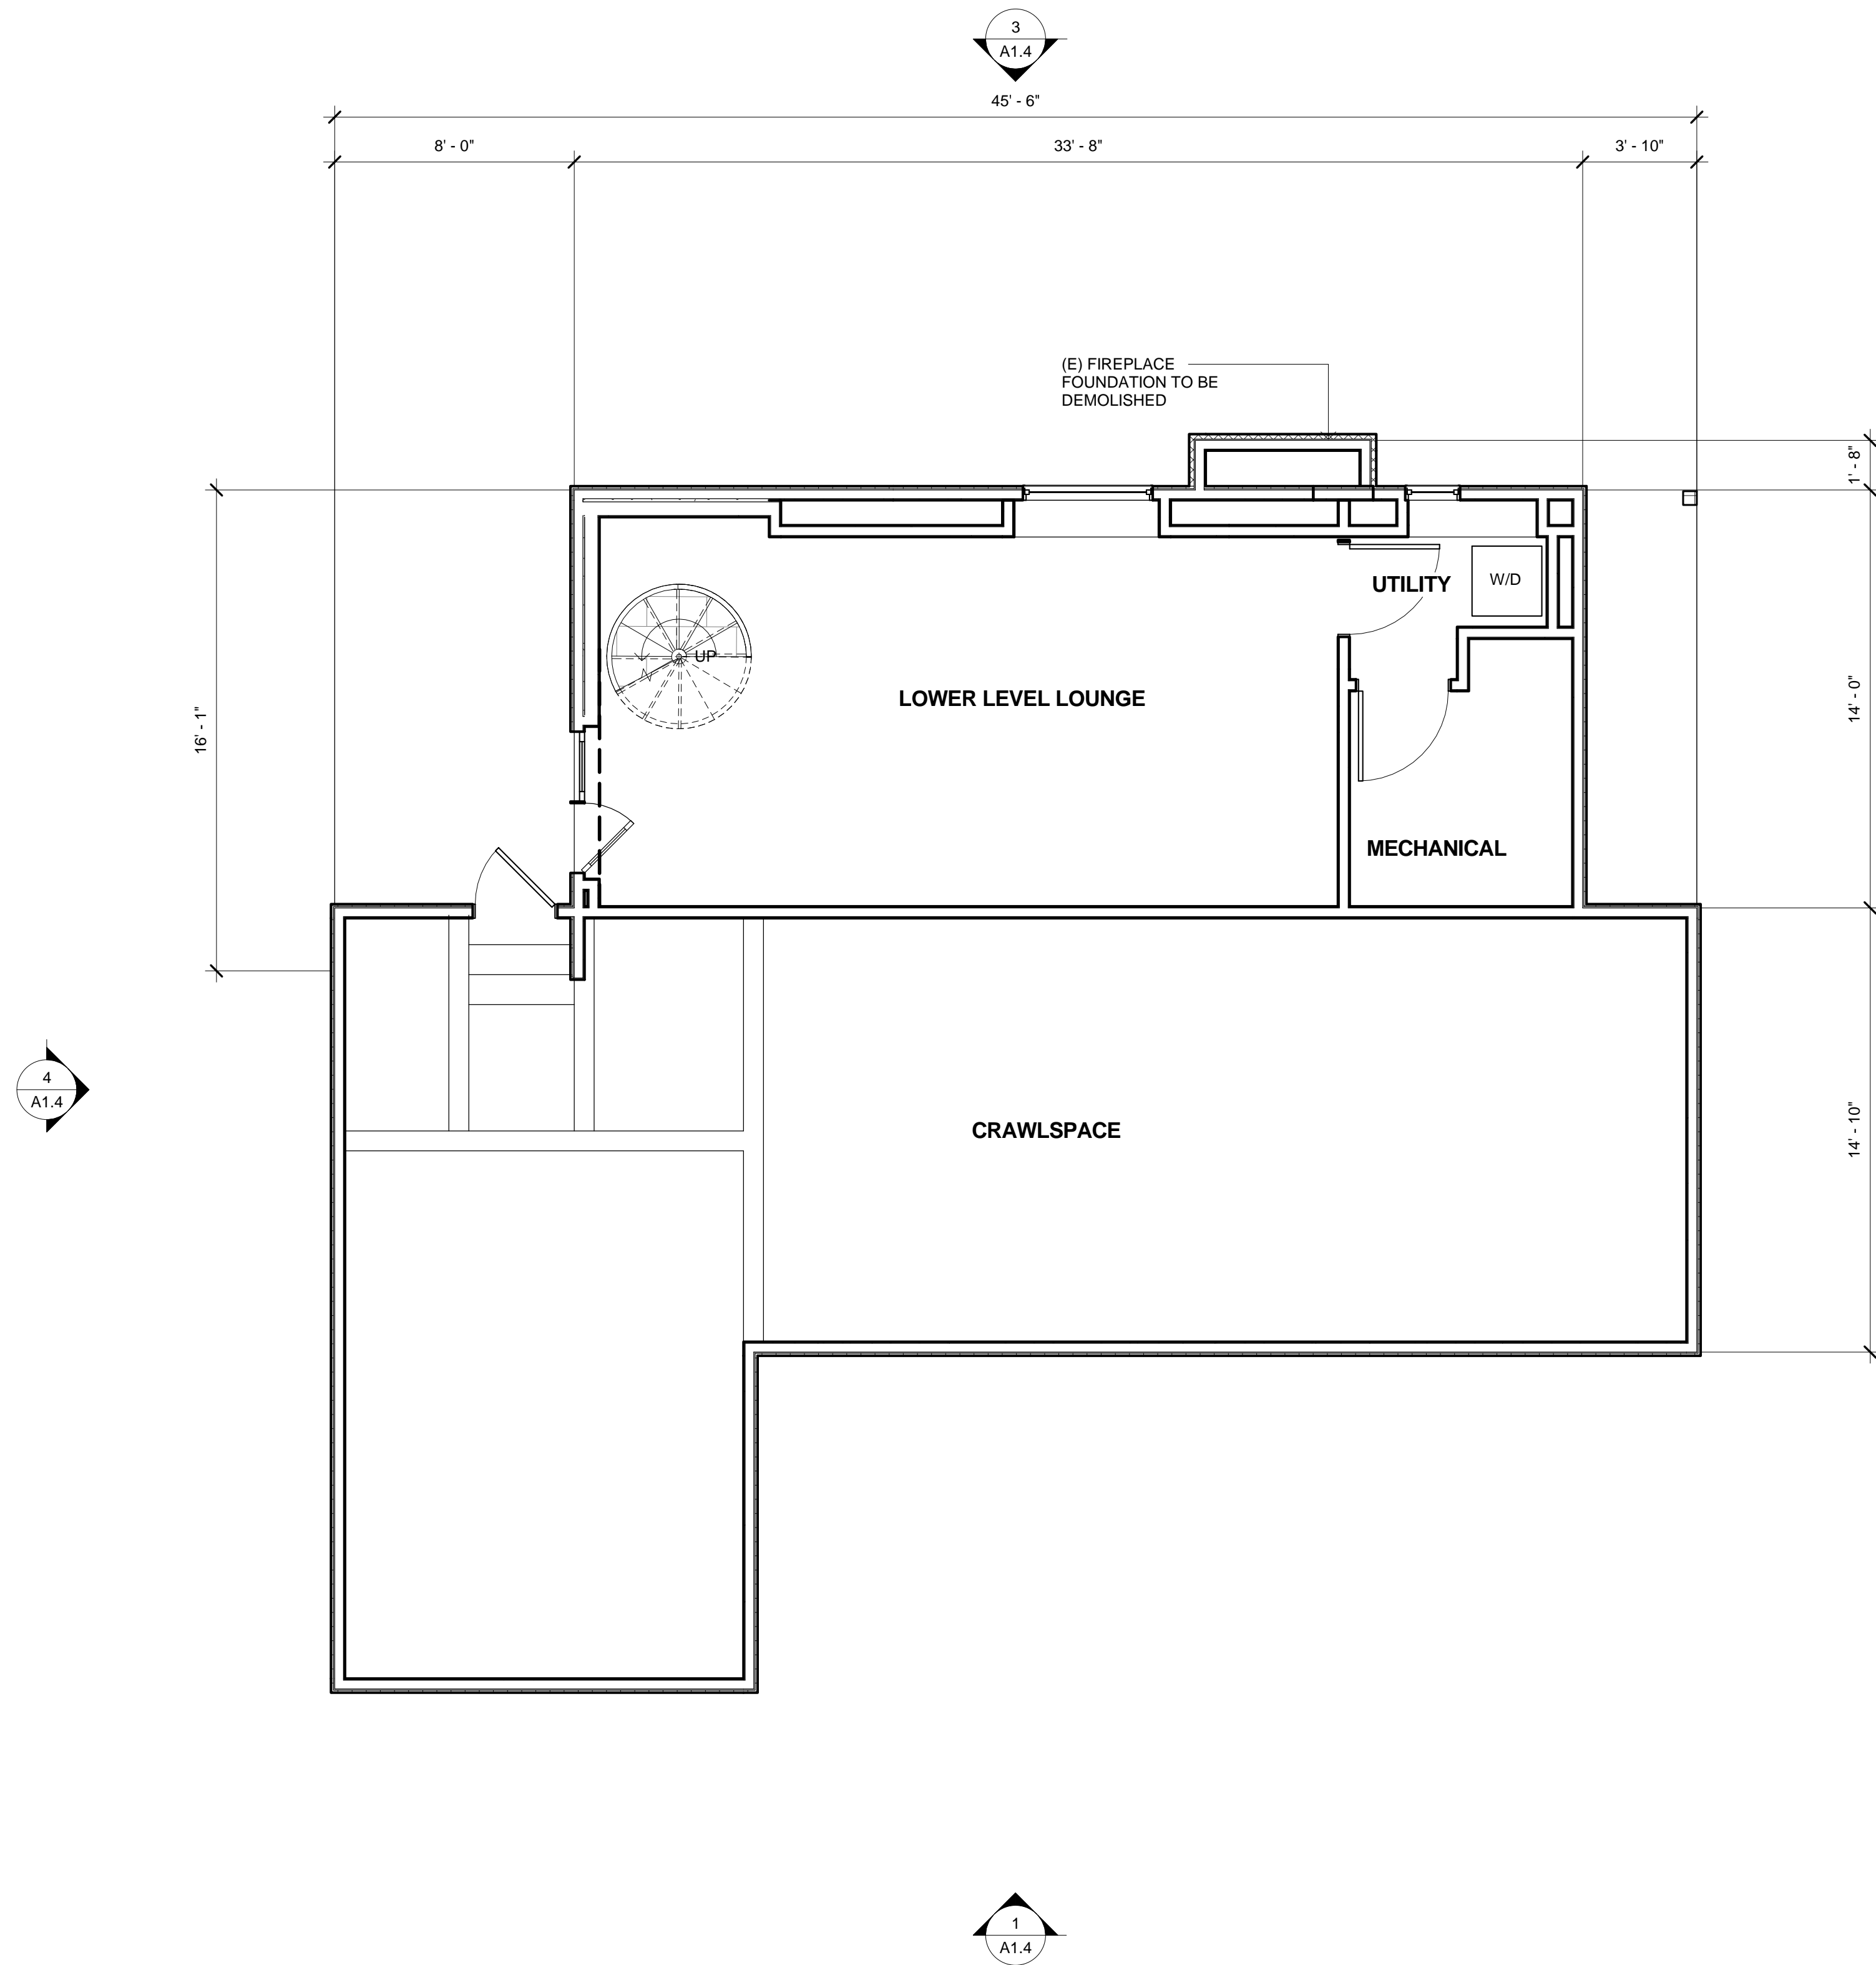 3
A1.4
45' - 6"
8' - 0"
33' - 8"
3' - 10"
(E) FIREPLACE
FOUNDATION TO BE
DEMOLISHED
1' - 8"
UTILITY
W/D
UP
LOWER LEVEL LOUNGE
14' - 0"
16' - 1"
MECHANICAL
4
A1.4
CRAWLSPACE
14' - 10"
1
A1.4